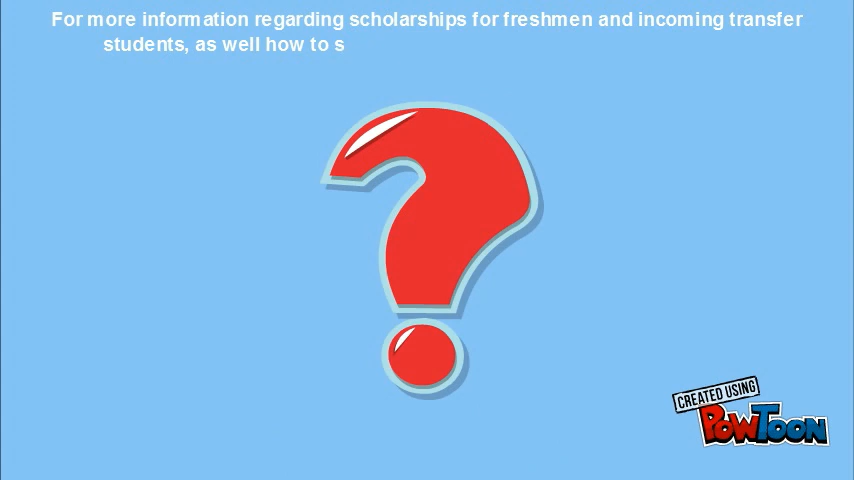 For more information regarding scholarships for freshmen and incoming transfer
students, as well how to s
CREATED USING
POWTOON